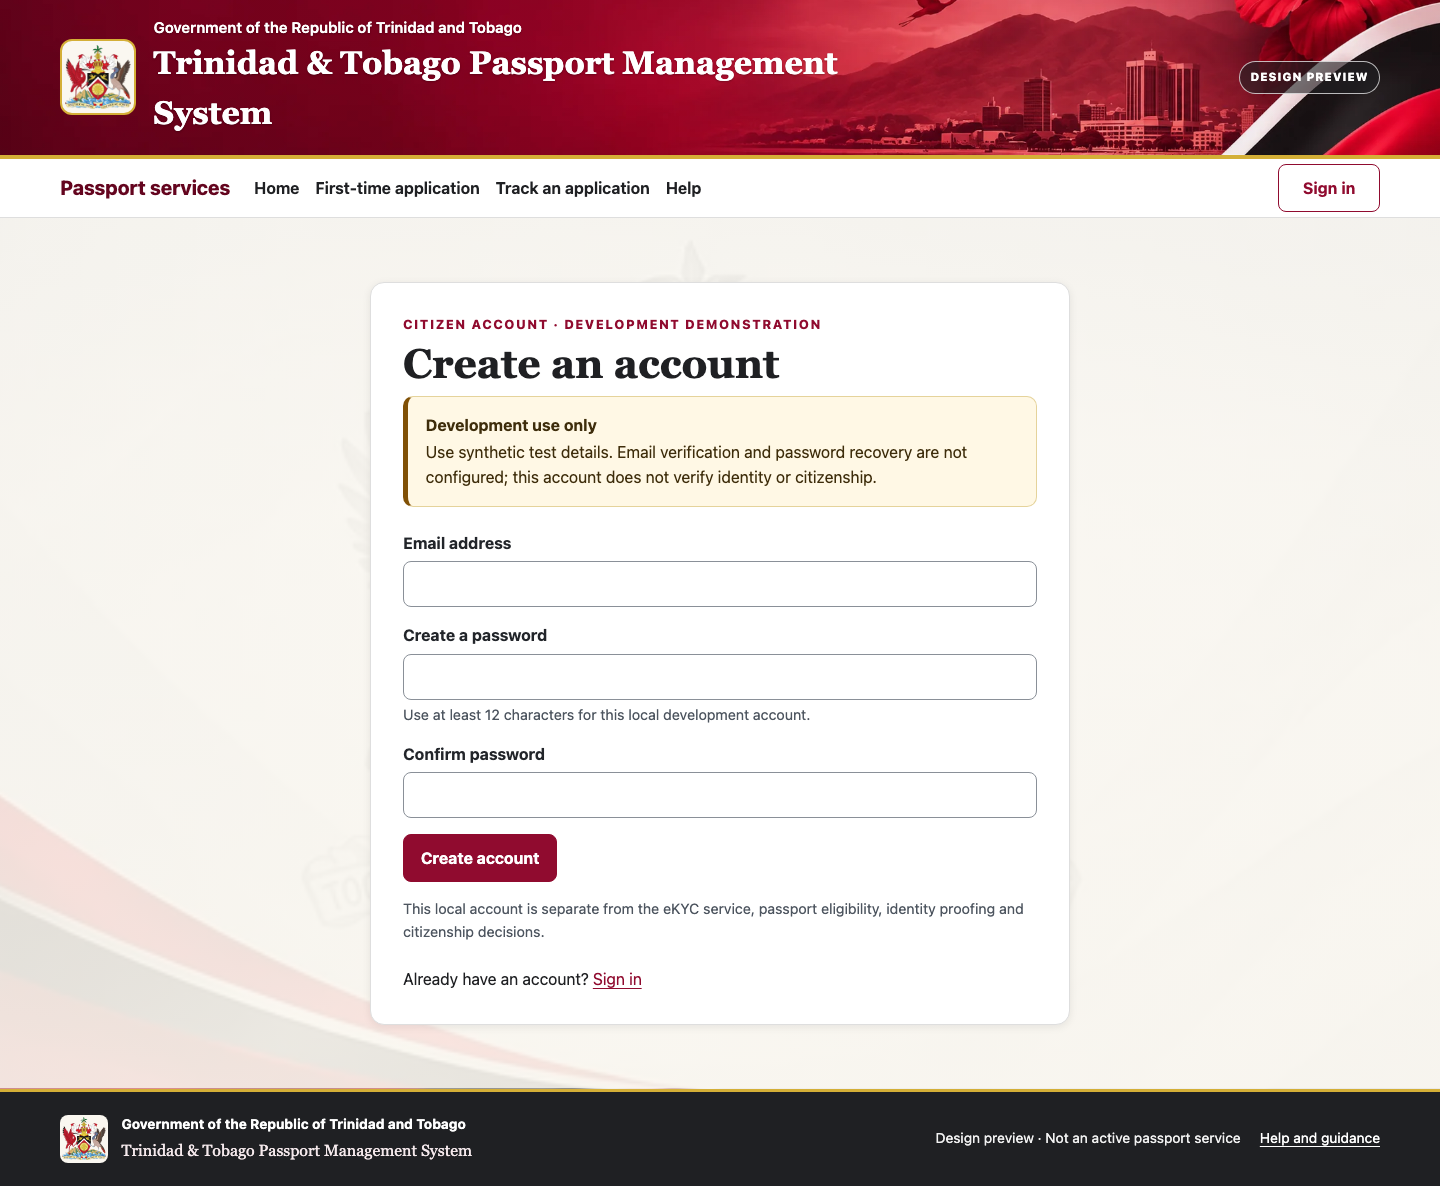 Government of the Republic of Trinidad and Tobago
Trinidad & Tobago Passport Management
System
DESIGN PREVIEW
Passport services
Home
First-time application
Track an application
Help
Sign in
CITIZEN ACCOUNT · DEVELOPMENT DEMONSTRATION
Create an account
Development use only
Use synthetic test details. Email verification and password recovery are not
configured; this account does not verify identity or citizenship.
Email address
Create a password
Use at least 12 characters for this local development account.
Confirm password
Create account
This local account is separate from the eKYC service, passport eligibility, identity proofing and
citizenship decisions.
Already have an account? Sign in
Government of the Republic of Trinidad and Tobago
Trinidad & Tobago Passport Management System
Design preview · Not an active passport service
Help and guidance